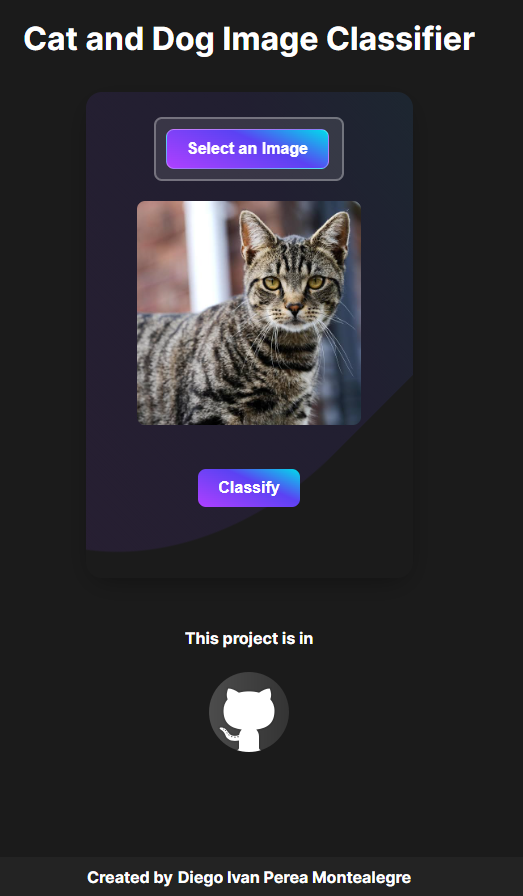 Cat and Dog Image Classifier
Select an Image
Classify
This project is in
Created by Diego Ivan Perea Montealegre